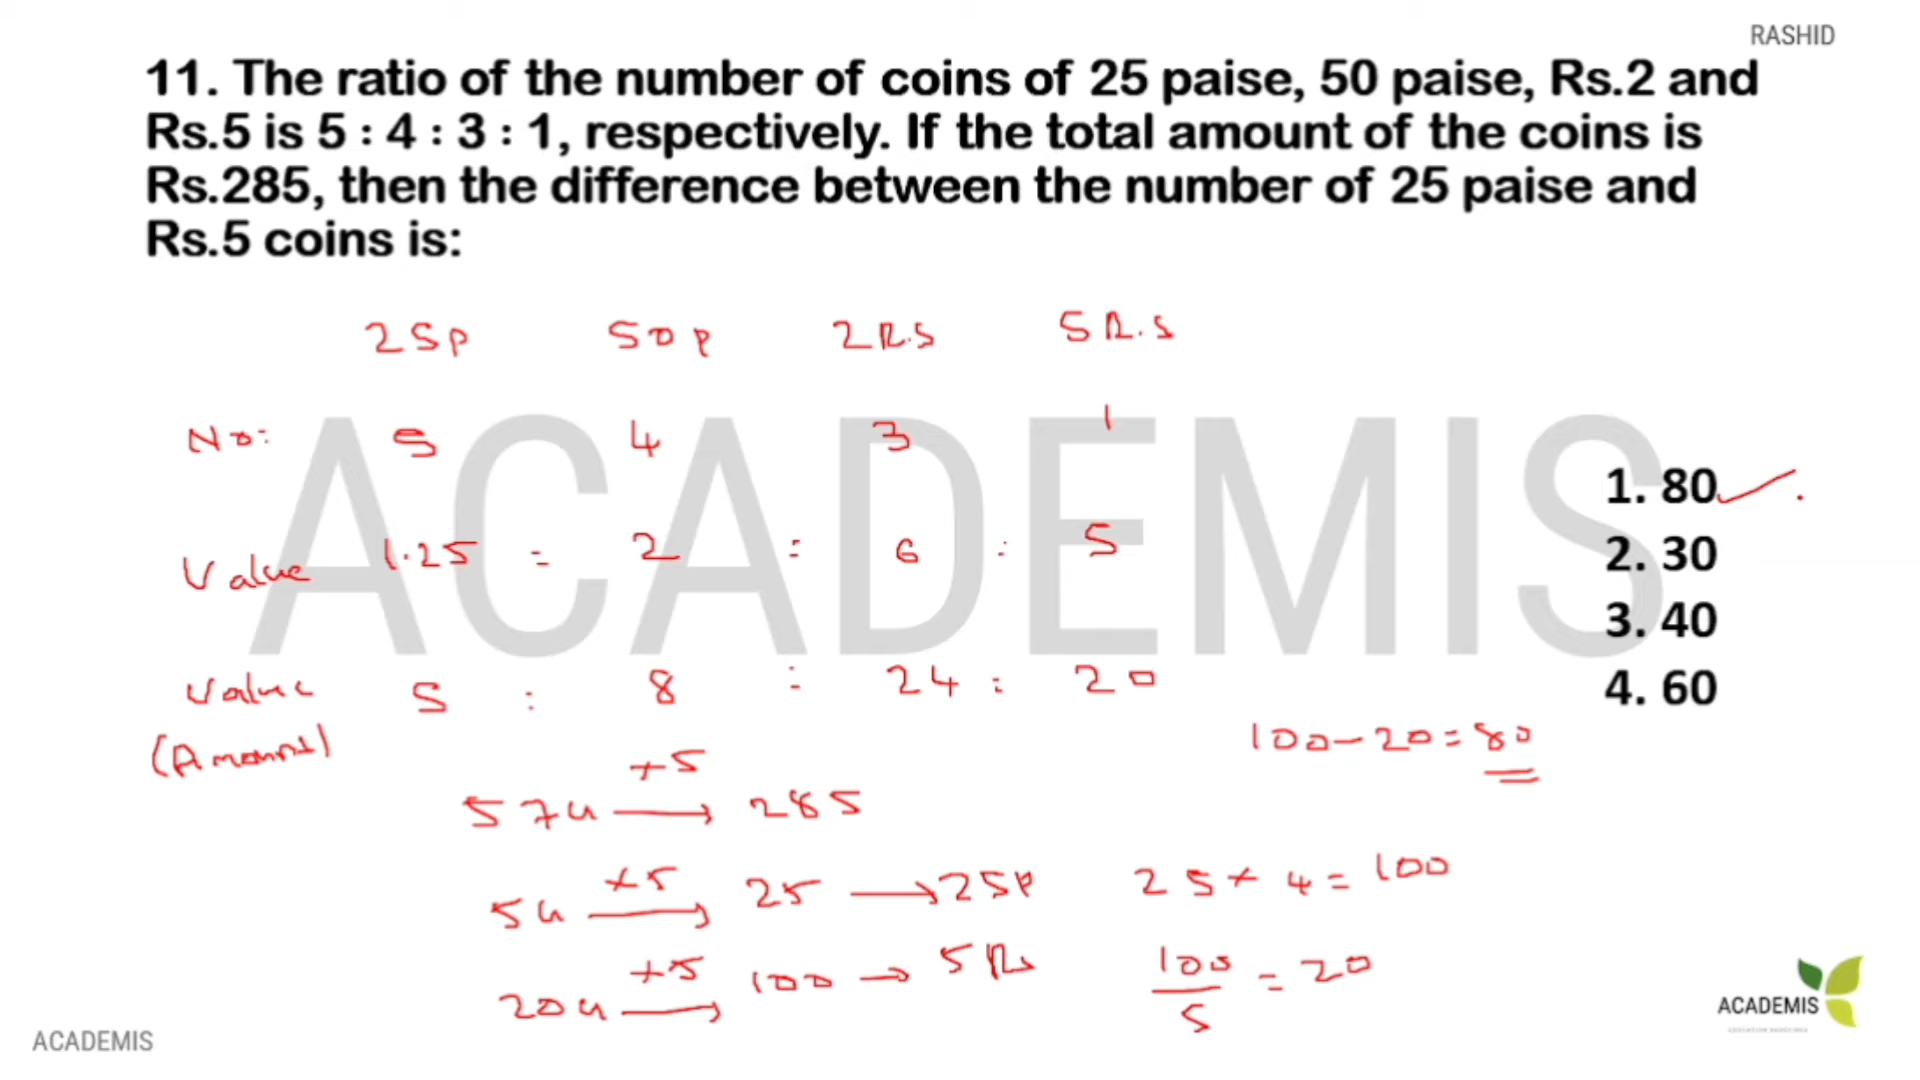 RASHID
11. The ratio of the number of coins of 25 paise, 50 paise, Rs.2 and
Rs.5 is 5 : 4 : 3 : 1, respectively. If the total amount of the coins is
Rs.285, then the difference between the number of 25 paise and
Rs.5 coins is:
25p 50p 2R.S 5R.S
No: 5 4 3 1
Value 1.25 : 2 : 6 : 5
Value 5 : 8 : 24 : 20
(Amount)
1. 80
2. 30
3. 40
4. 60
100-20=80
×5
57u → 285
×5
5u → 25 → 25p 25×4=100
×5
20u → 100 → 5Rs 100/5 = 20
ACADEMIS
ACADEMIS
ACADEMIS